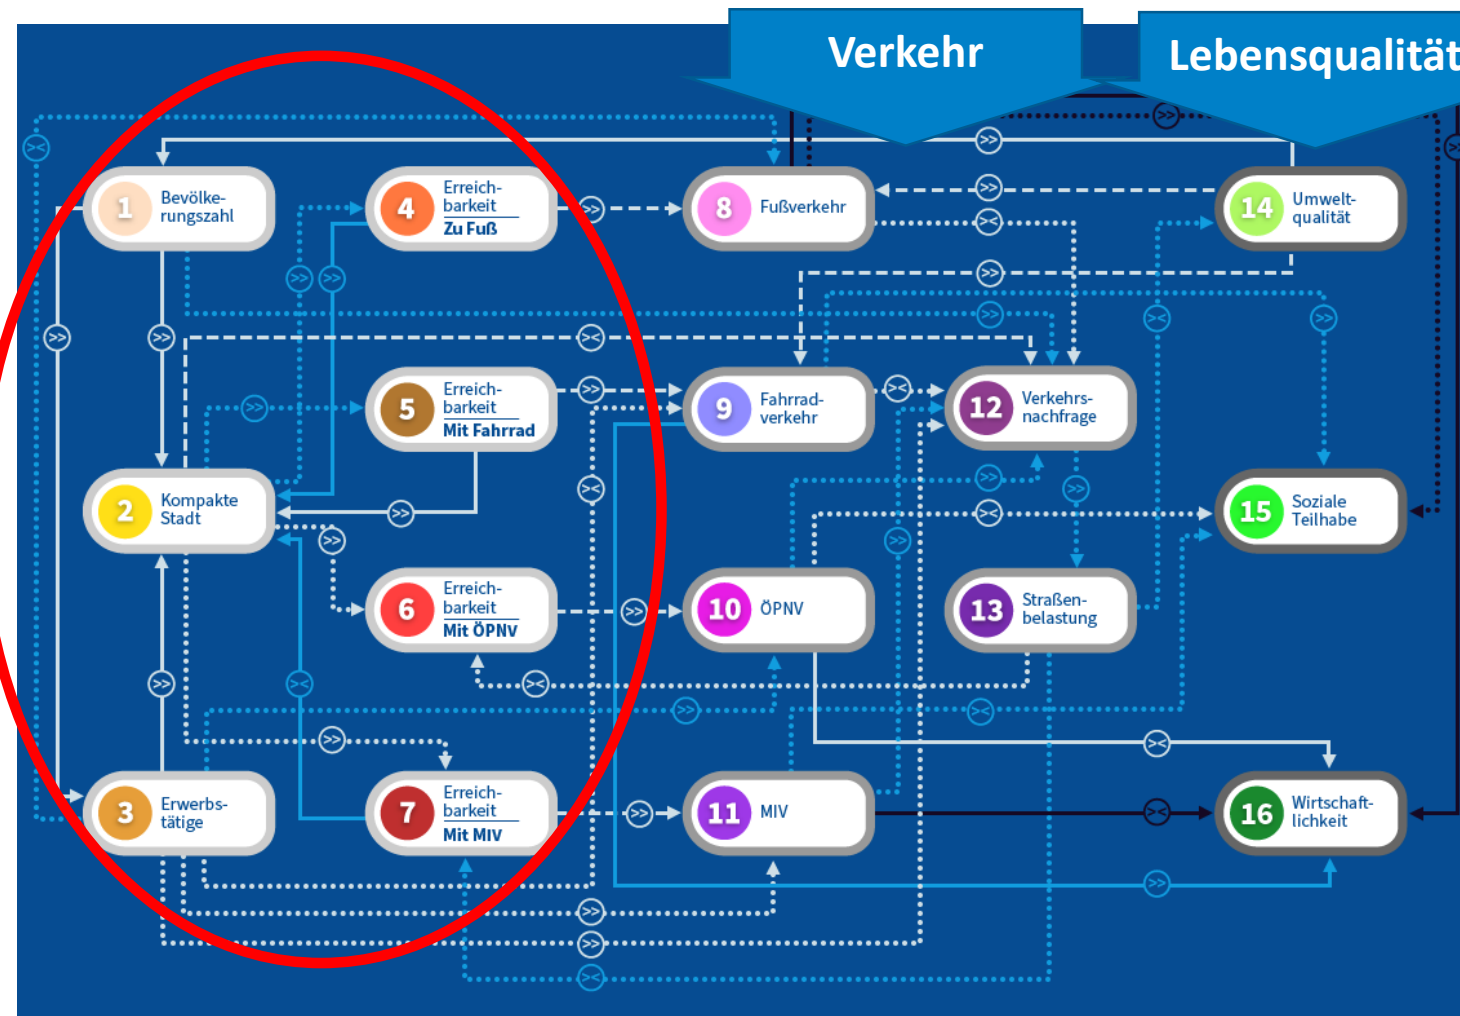 Verkehr
Lebensqualität
1 Bevölke-
rungszahl
4 Erreich-
barkeit
Zu Fuß
8 Fußverkehr
14 Umwelt-
qualität
5 Erreich-
barkeit
Mit Fahrrad
9 Fahrrad-
verkehr
12 Verkehrs-
nachfrage
2 Kompakte
Stadt
15 Soziale
Teilhabe
6 Erreich-
barkeit
Mit ÖPNV
10 ÖPNV
13 Straßen-
belastung
3 Erwerbs-
tätige
7 Erreich-
barkeit
Mit MIV
11 MIV
16 Wirtschaft-
lichkeit